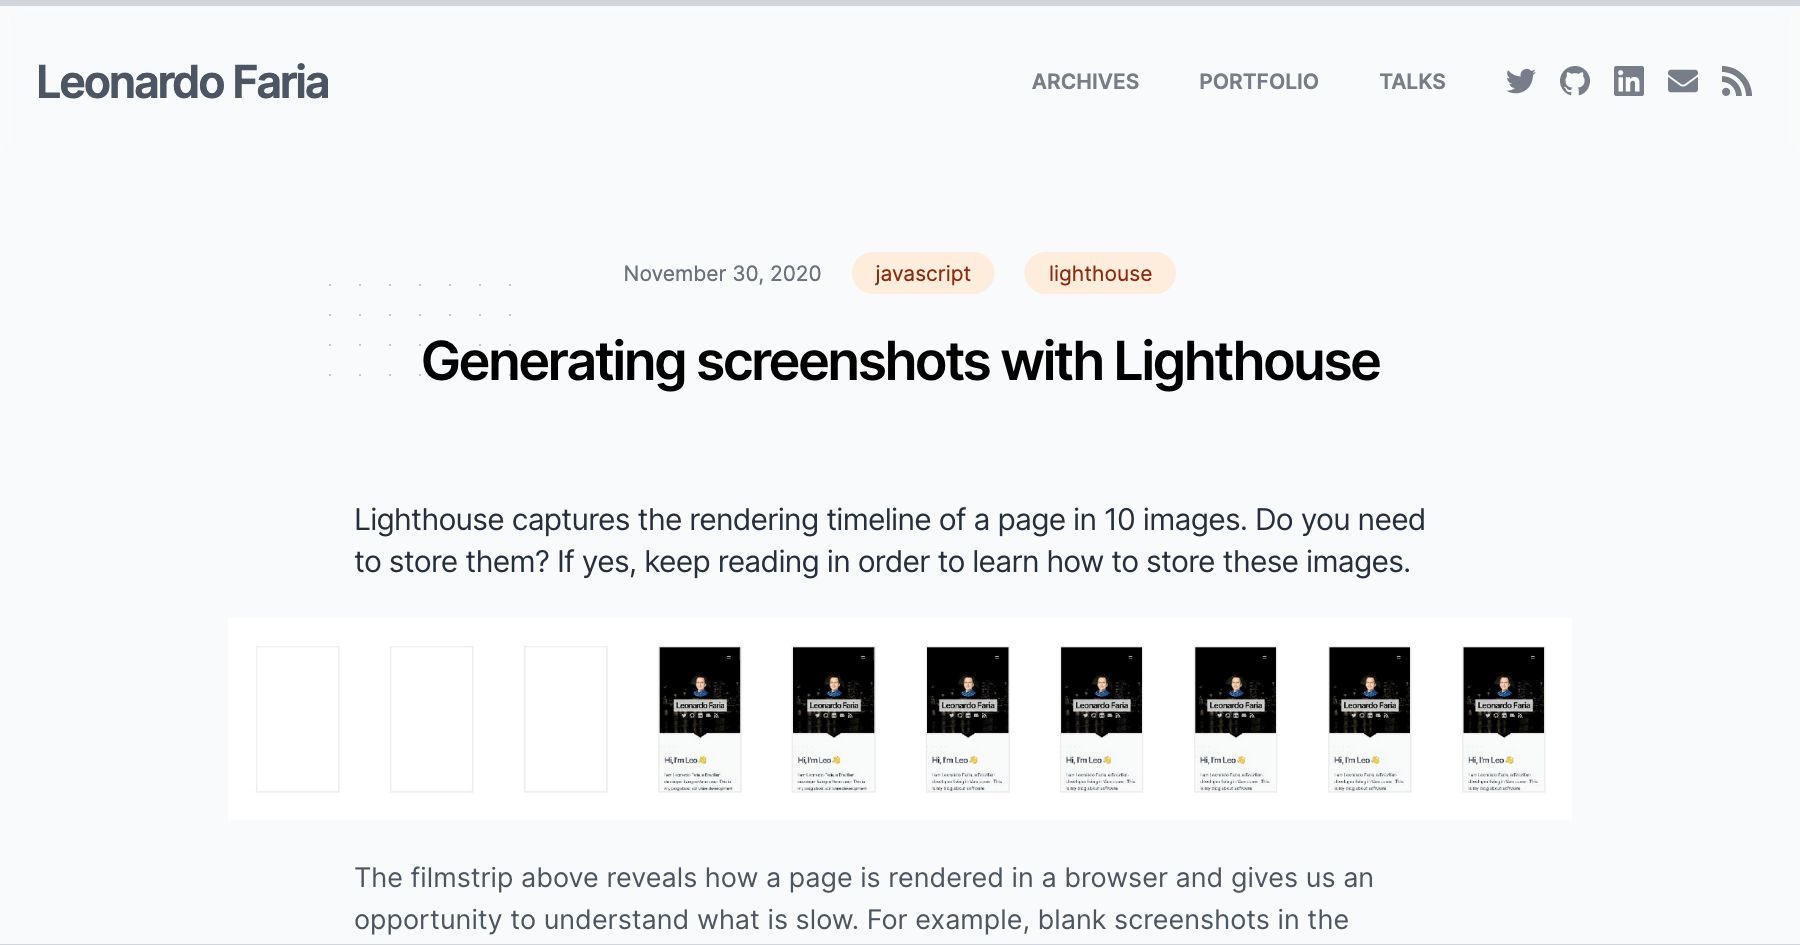 Leonardo Faria
ARCHIVES PORTFOLIO TALKS
November 30, 2020 javascript lighthouse
Generating screenshots with Lighthouse
Lighthouse captures the rendering timeline of a page in 10 images. Do you need
to store them? If yes, keep reading in order to learn how to store these images.
Leonardo Faria Leonardo Faria Leonardo Faria Leonardo Faria Leonardo Faria Leonardo Faria Leonardo Faria
Hi, I'm Leo👋 Hi, I'm Leo👋 Hi, I'm Leo👋 Hi, I'm Leo👋 Hi, I'm Leo👋 Hi, I'm Leo👋 Hi, I'm Leo👋
The filmstrip above reveals how a page is rendered in a browser and gives us an
opportunity to understand what is slow. For example, blank screenshots in the